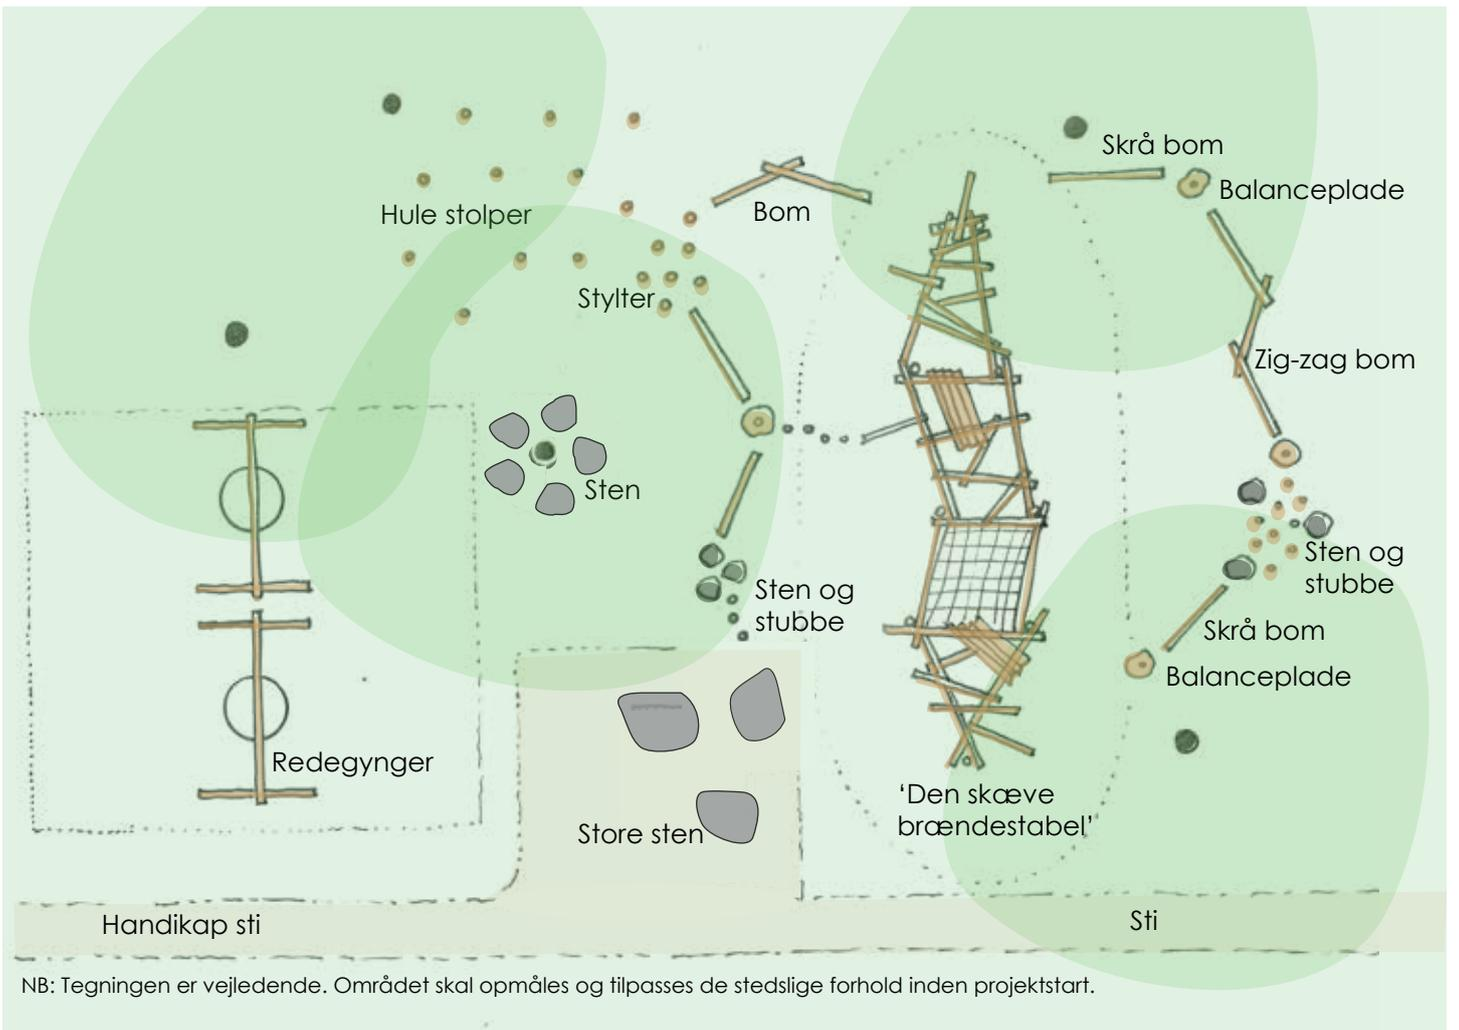 Skrå bom
Balanceplade
Hule stolper
Bom
Stylter
Zig-zag bom
Sten
Sten og
stubbe
Sten og
stubbe
Skrå bom
Balanceplade
Redegynger
'Den skæve
brændestabel'
Store sten
Handikap sti
Sti
NB: Tegningen er vejledende. Området skal opmåles og tilpasses de stedslige forhold inden projektstart.